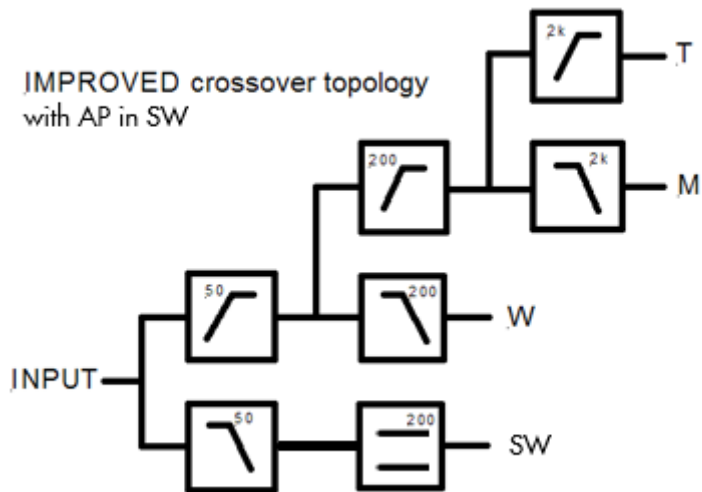 2k
T
IMPROVED crossover topology
with AP in SW
200
2k
M
50
200
W
INPUT
50
200
SW